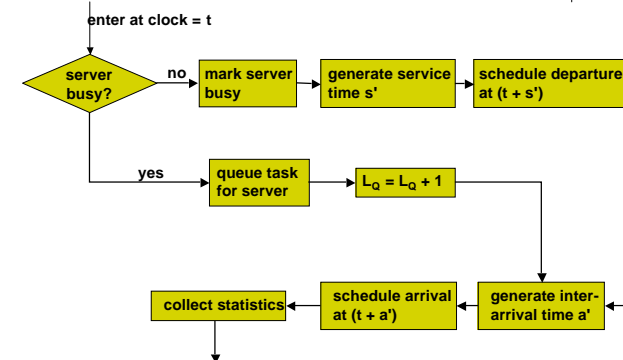 enter at clock = t
server
busy?
no
mark server
busy
generate service
time s'
schedule departure
at (t + s')
yes
queue task
for server
LQ = LQ + 1
collect statistics
schedule arrival
at (t + a')
generate inter-
arrival time a'